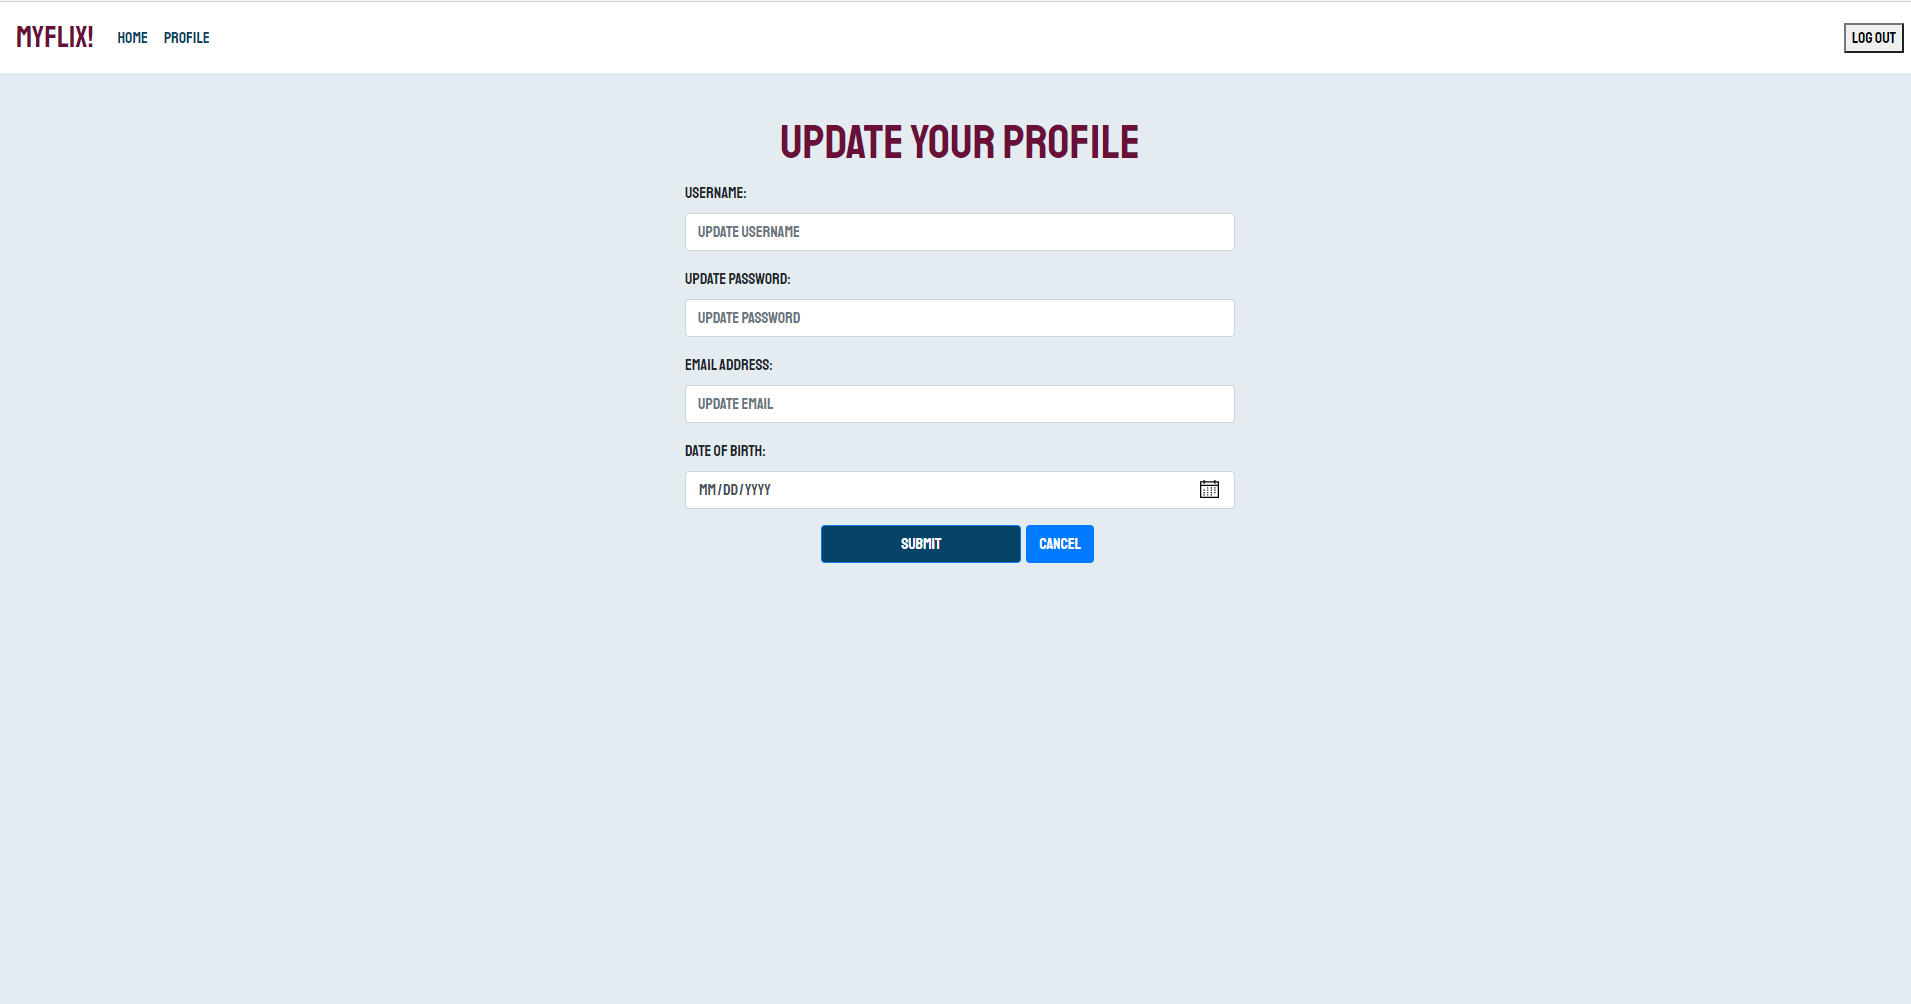 MYFLIX! HOME PROFILE LOG OUT
UPDATE YOUR PROFILE
USERNAME:
UPDATE USERNAME
UPDATE PASSWORD:
UPDATE PASSWORD
EMAIL ADDRESS:
UPDATE EMAIL
DATE OF BIRTH:
MM/DD/YYYY
SUBMIT CANCEL